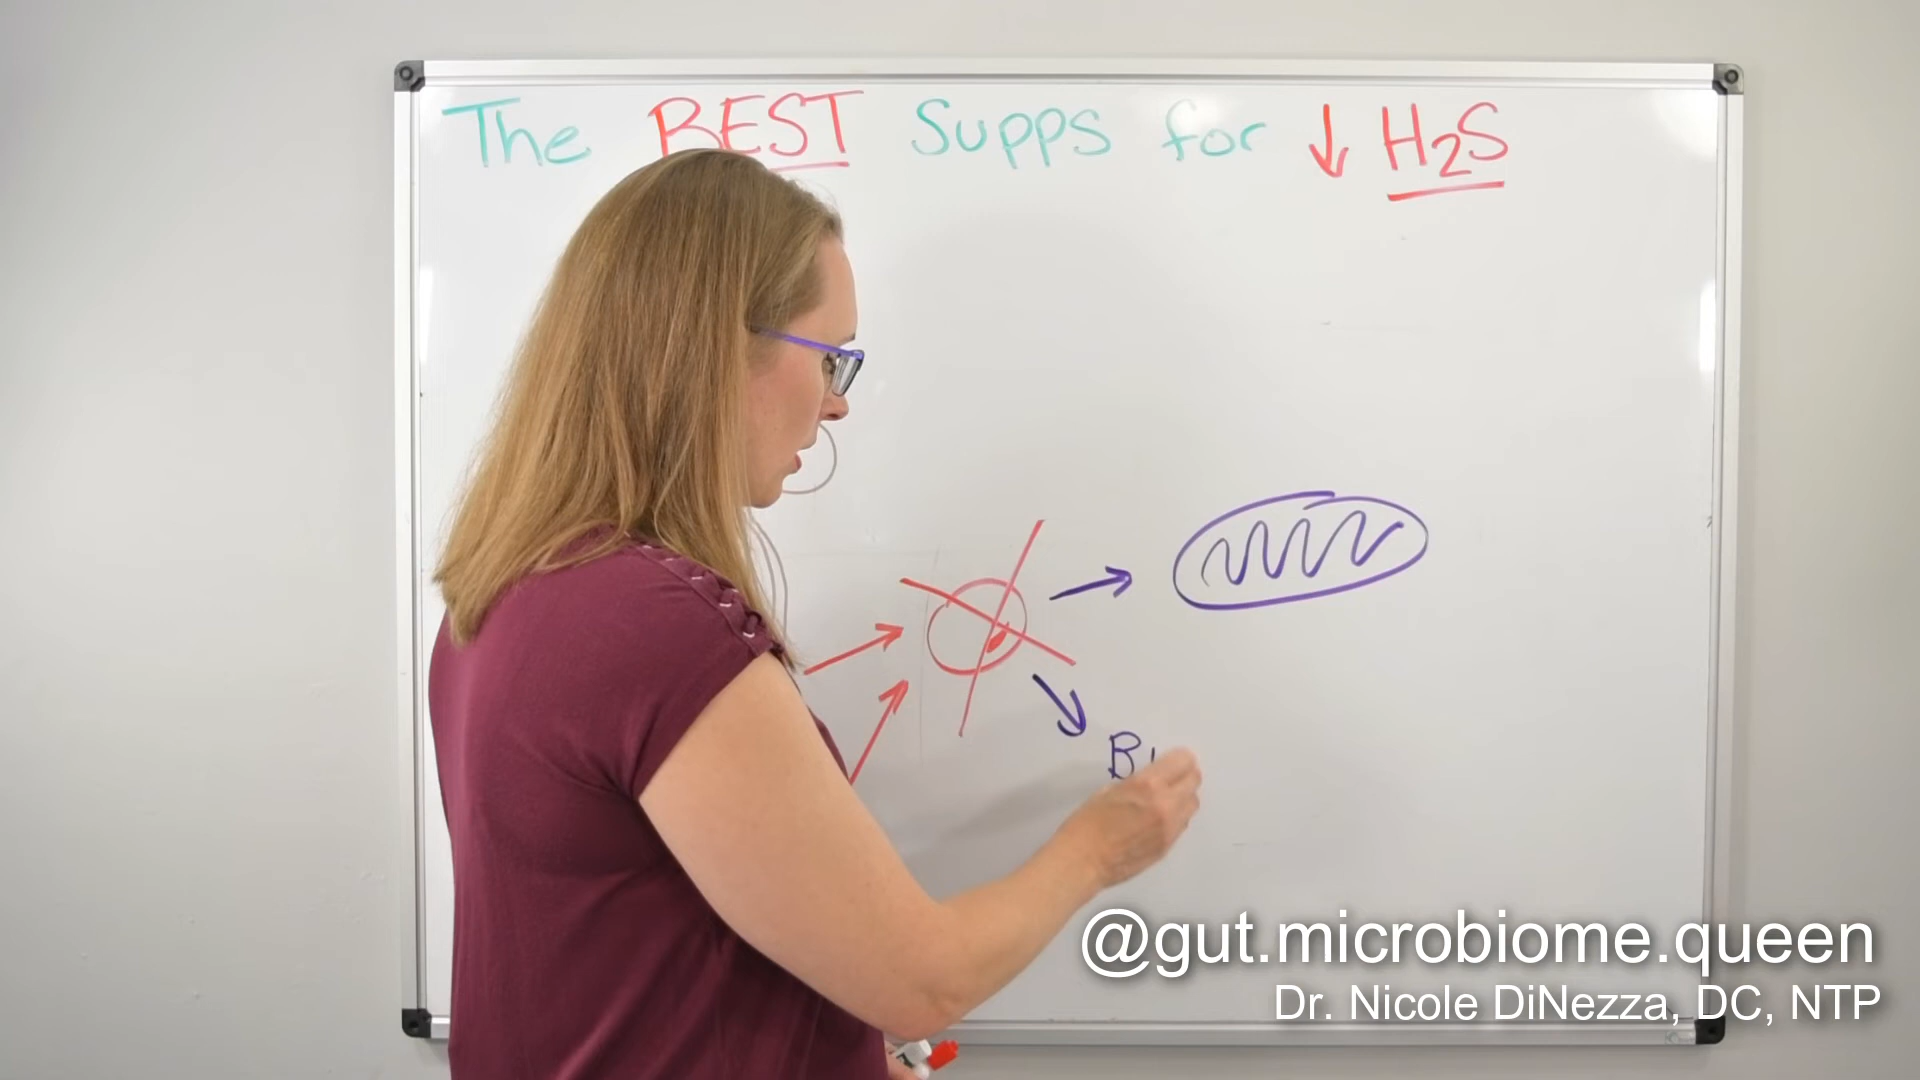 The BEST Supps for ↓ H2S
@gut.microbiome.queen
Dr. Nicole DiNezza, DC, NTP